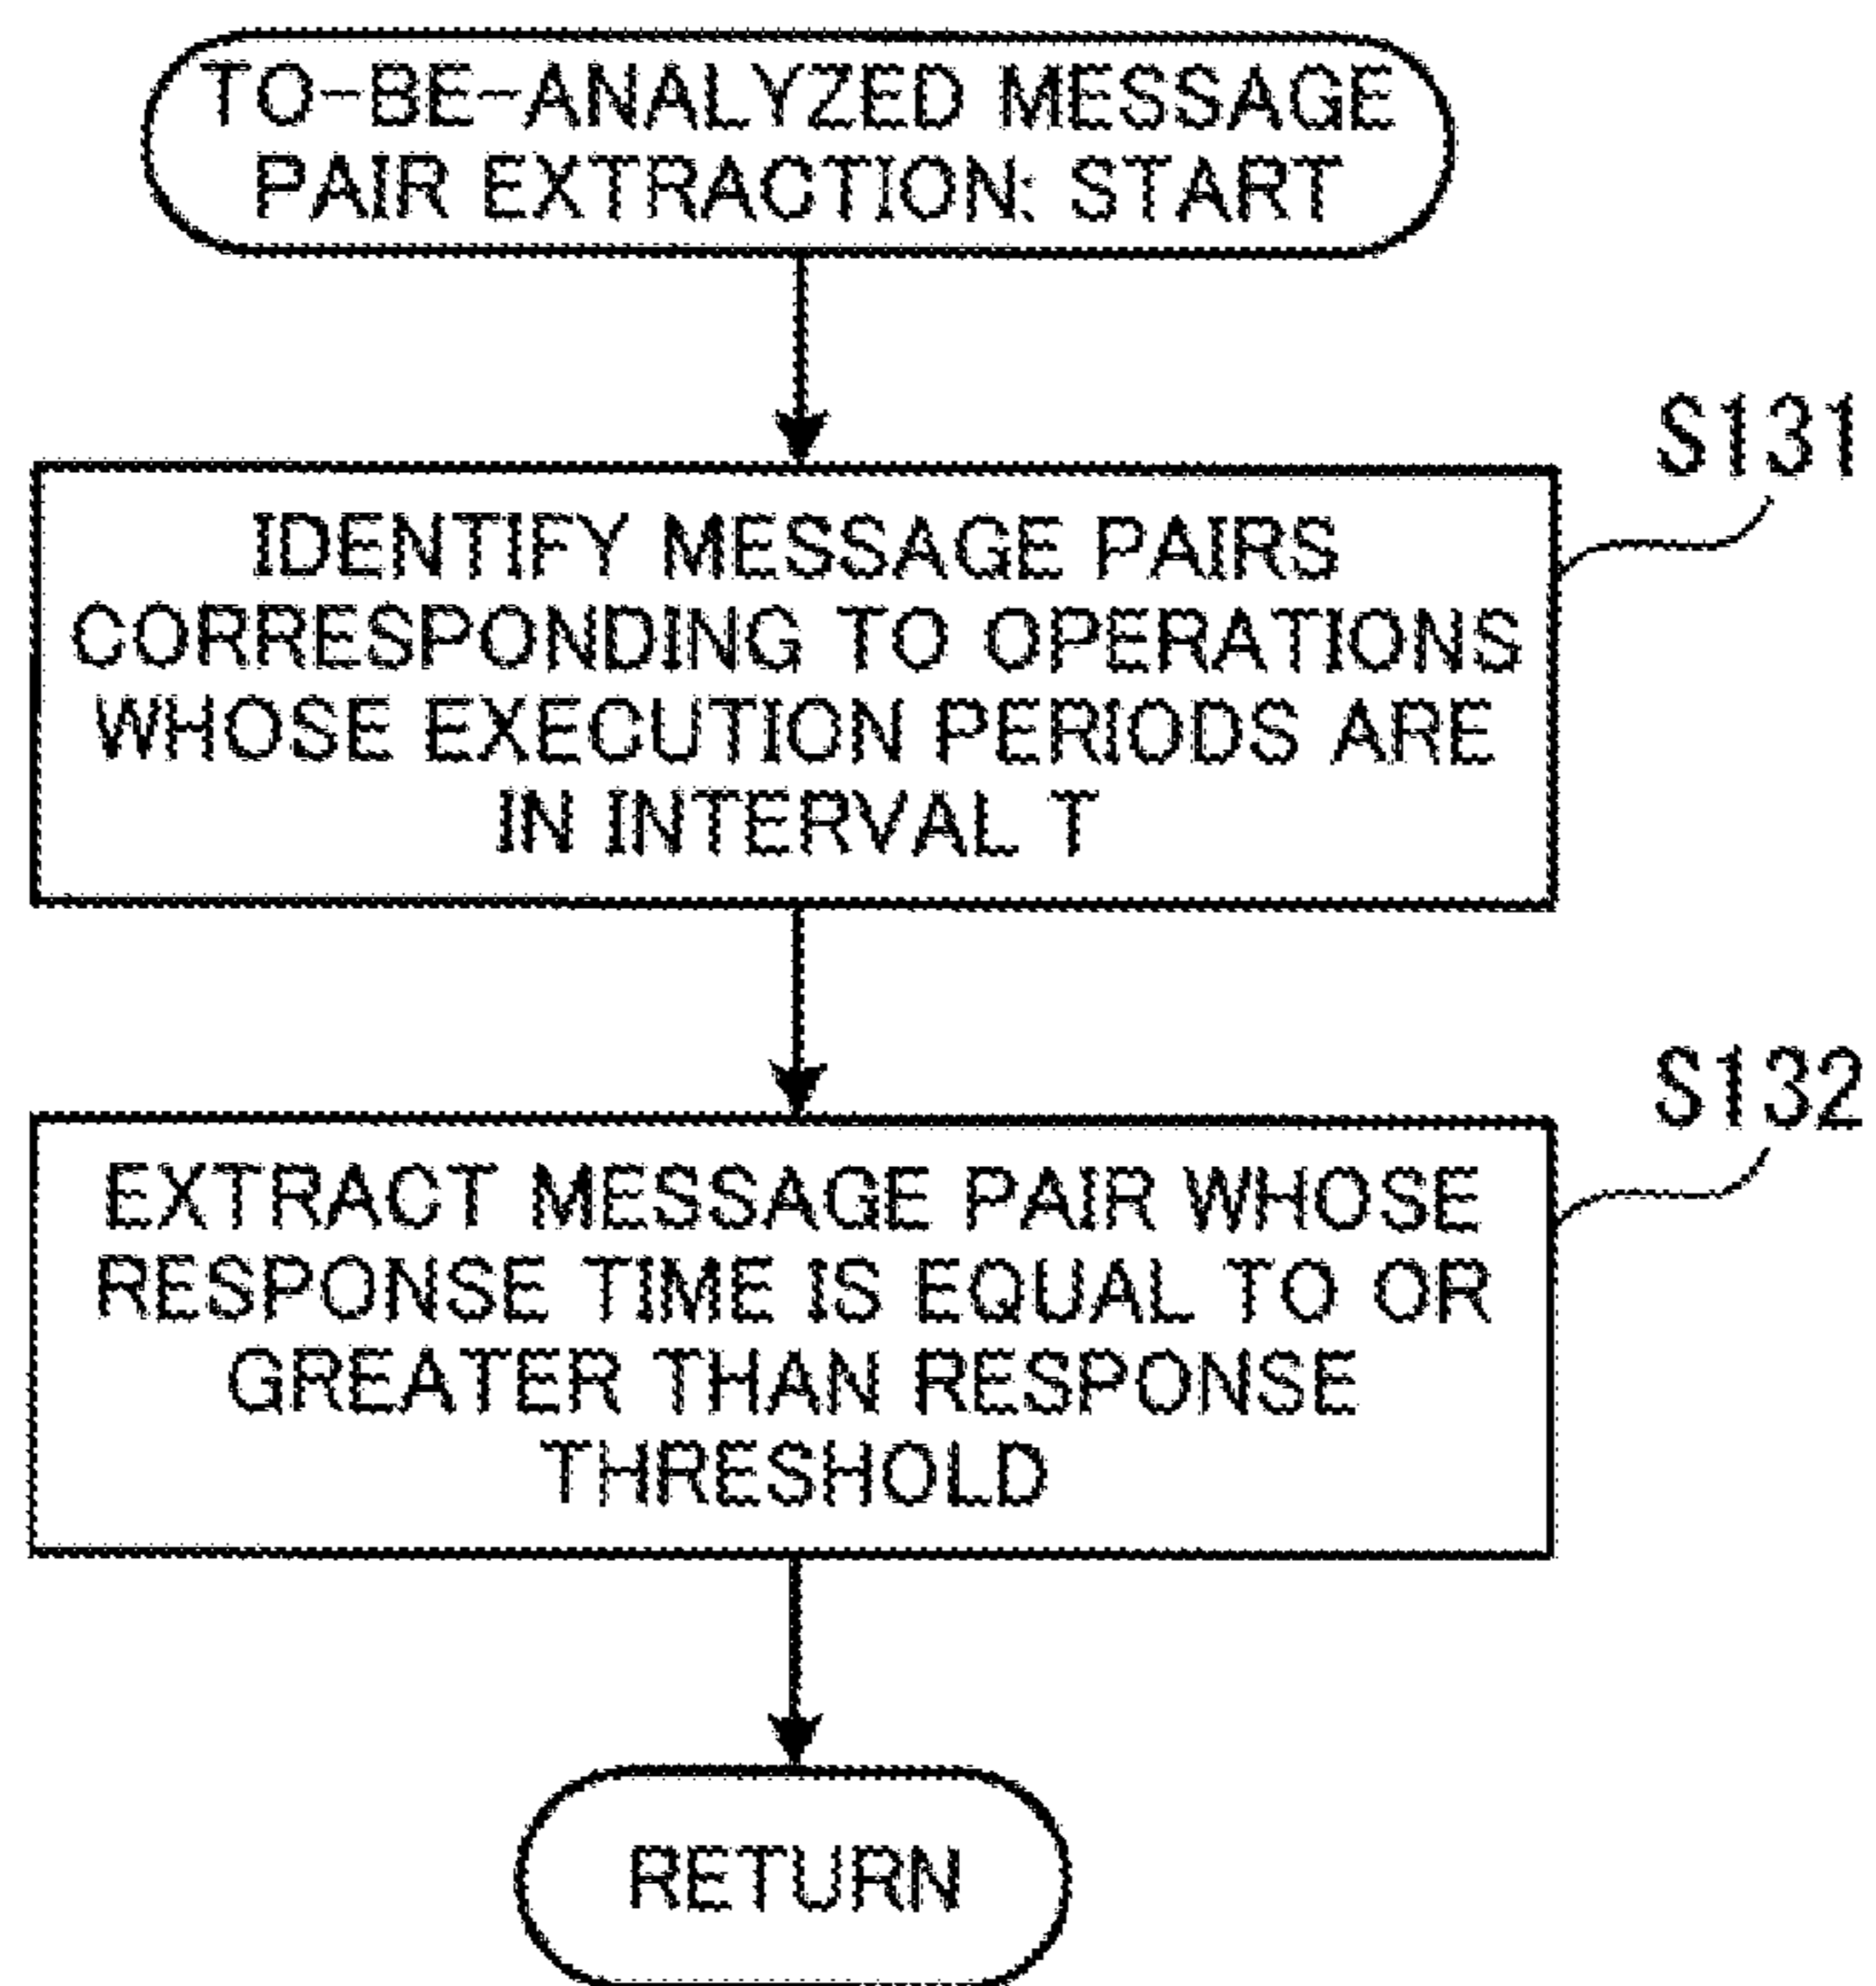 TO-BE-ANALYZED MESSAGE
PAIR EXTRACTION: START
S131
IDENTIFY MESSAGE PAIRS
CORRESPONDING TO OPERATIONS
WHOSE EXECUTION PERIODS ARE
IN INTERVAL T
S132
EXTRACT MESSAGE PAIR WHOSE
RESPONSE TIME IS EQUAL TO OR
GREATER THAN RESPONSE
THRESHOLD
RETURN